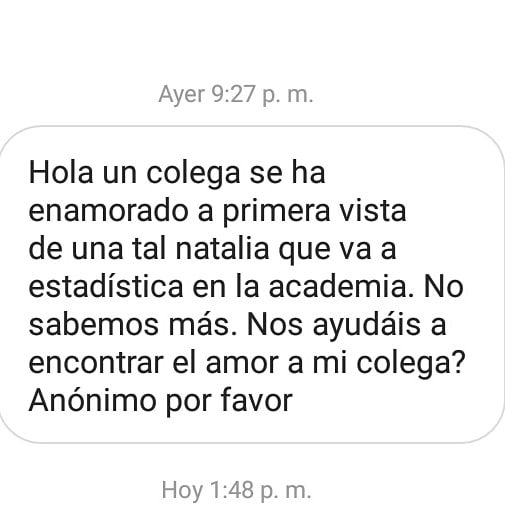 Ayer 9:27 p. m.
Hola un colega se ha
enamorado a primera vista
de una tal natalia que va a
estadística en la academia. No
sabemos más. Nos ayudáis a
encontrar el amor a mi colega?
Anónimo por favor
Hoy 1:48 p. m.